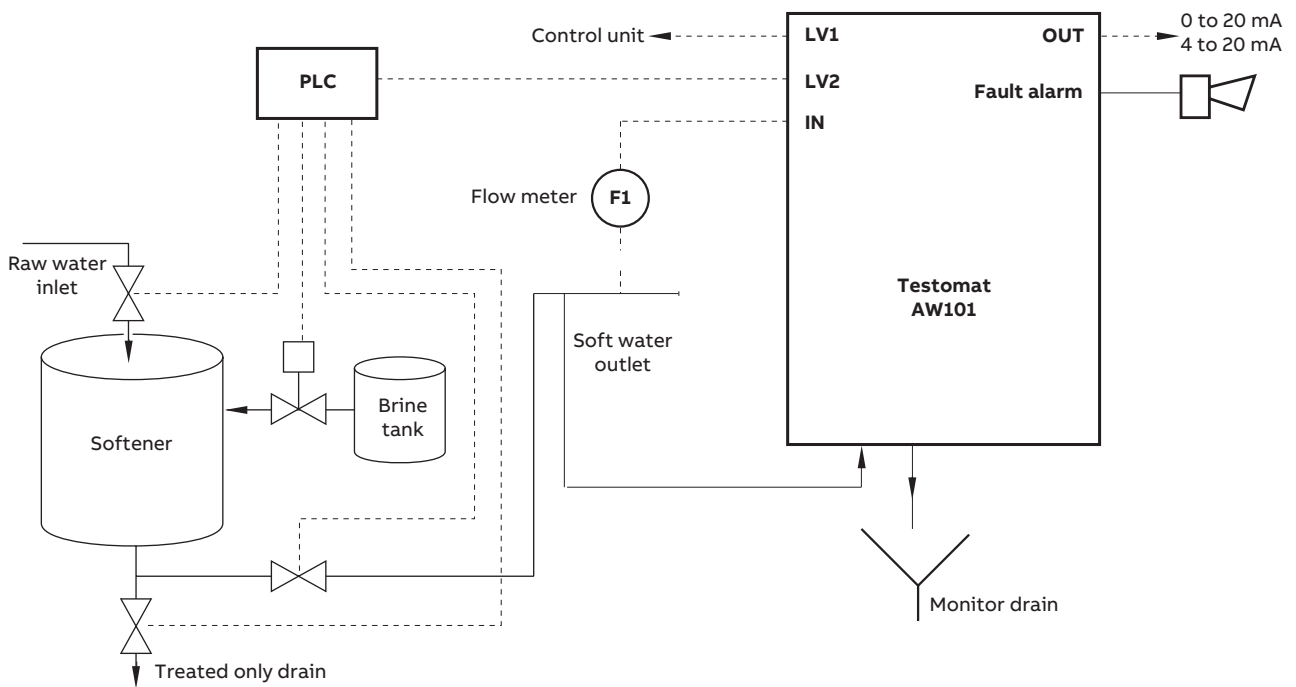 Control unit
LV1
OUT
0 to 20 mA
4 to 20 mA
PLC
LV2
Fault alarm
IN
Flow meter
F1
Raw water
inlet
Testomat
AW101
Soft water
outlet
Brine
tank
Softener
Monitor drain
Treated only drain